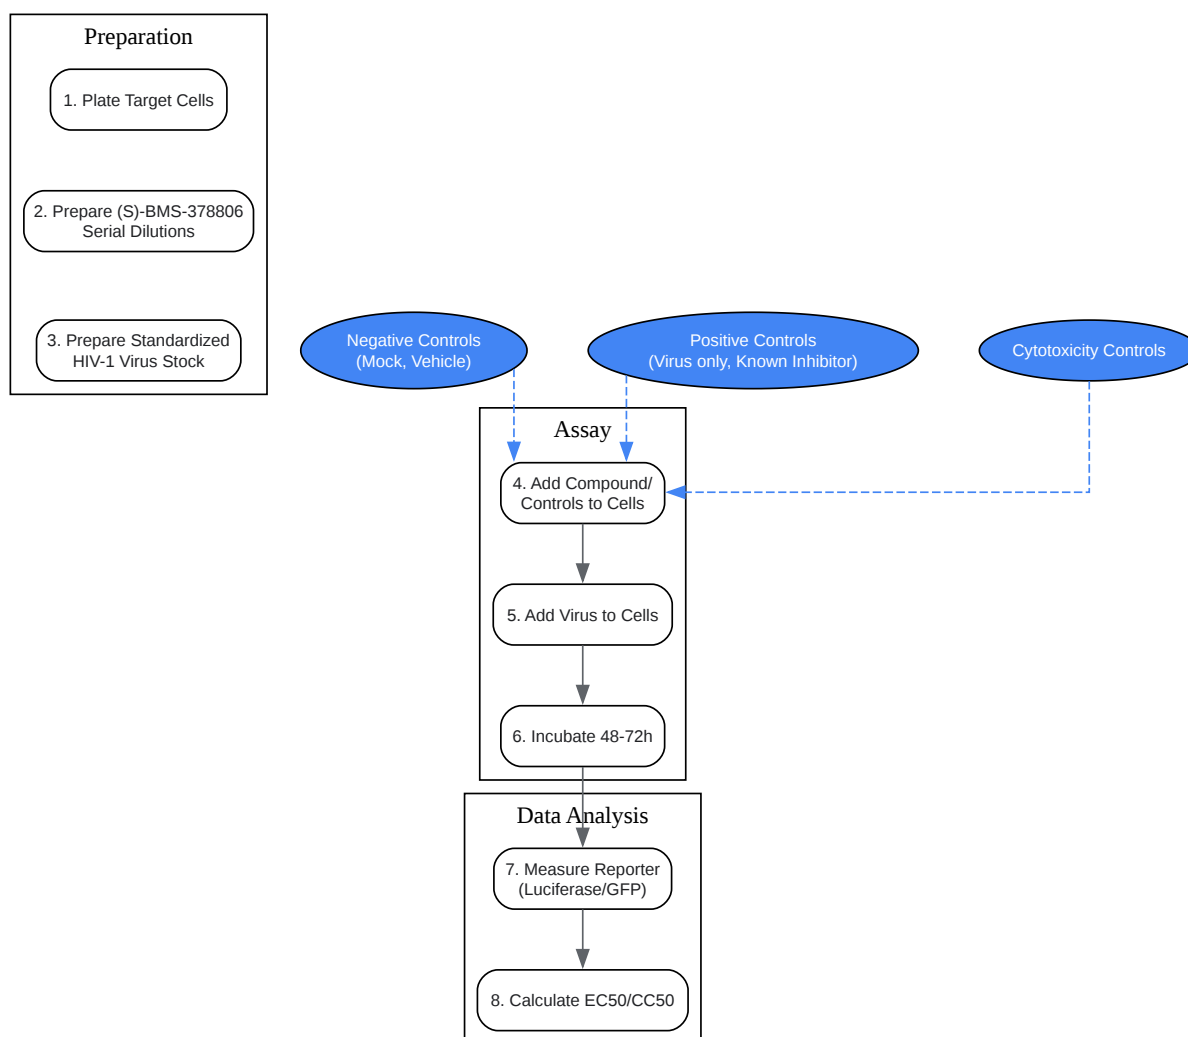 Preparation
1. Plate Target Cells
2. Prepare (S)-BMS-378806
Serial Dilutions
3. Prepare Standardized
HIV-1 Virus Stock
Negative Controls
(Mock, Vehicle)
Positive Controls
(Virus only, Known Inhibitor)
Cytotoxicity Controls
Assay
4. Add Compound/
Controls to Cells
5. Add Virus to Cells
6. Incubate 48-72h
Data Analysis
7. Measure Reporter
(Luciferase/GFP)
8. Calculate EC50/CC50